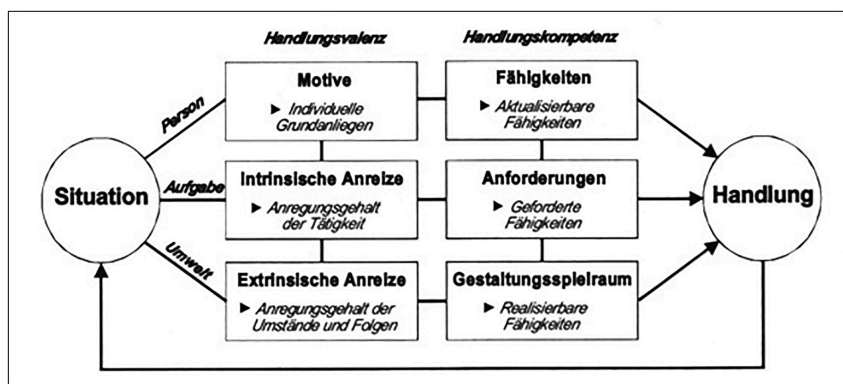 Handlungsvalenz
Handlungskompetenz
Person
Motive
► Individuelle
Grundanliegen
Fähigkeiten
► Aktualisierbare
Fähigkeiten
Situation
Aufgabe
Intrinsische Anreize
► Anregungsgehalt
der Tätigkeit
Anforderungen
► Geforderte
Fähigkeiten
Handlung
Umwelt
Extrinsische Anreize
► Anregungsgehalt der
Umstände und Folgen
Gestaltungsspielraum
► Realisierbare
Fähigkeiten